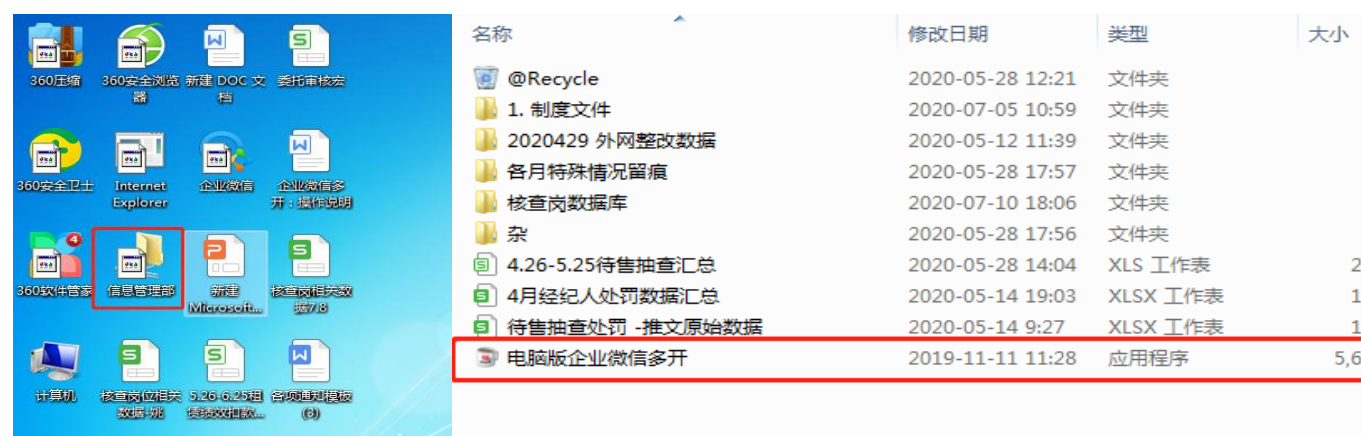 360压缩
360安全浏览
器
新建 DOC 文
档
委托审核宏
360安全卫士
Internet
Explorer
企业微信
企业微信多
开：操作说明
4
360软件管家
信息管理部
新建
Microsoft...
核查岗相关数
据7/8
计算机
核查岗位相关
数据-姚
5.26-6.25租
赁绩效扣款...
各项通知模板
(8)
名称 修改日期 类型 大小
@Recycle 2020-05-28 12:21 文件夹
1. 制度文件 2020-07-05 10:59 文件夹
2020429 外网整改数据 2020-05-12 11:39 文件夹
各月特殊情况留痕 2020-05-28 17:57 文件夹
核查岗数据库 2020-07-10 18:06 文件夹
杂 2020-05-28 17:56 文件夹
4.26-5.25待售抽查汇总 2020-05-28 14:04 XLS 工作表 2
4月经纪人处罚数据汇总 2020-05-14 19:03 XLSX 工作表 1
待售抽查处罚 -推文原始数据 2020-05-14 9:27 XLSX 工作表 1
电脑版企业微信多开 2019-11-11 11:28 应用程序 5,6